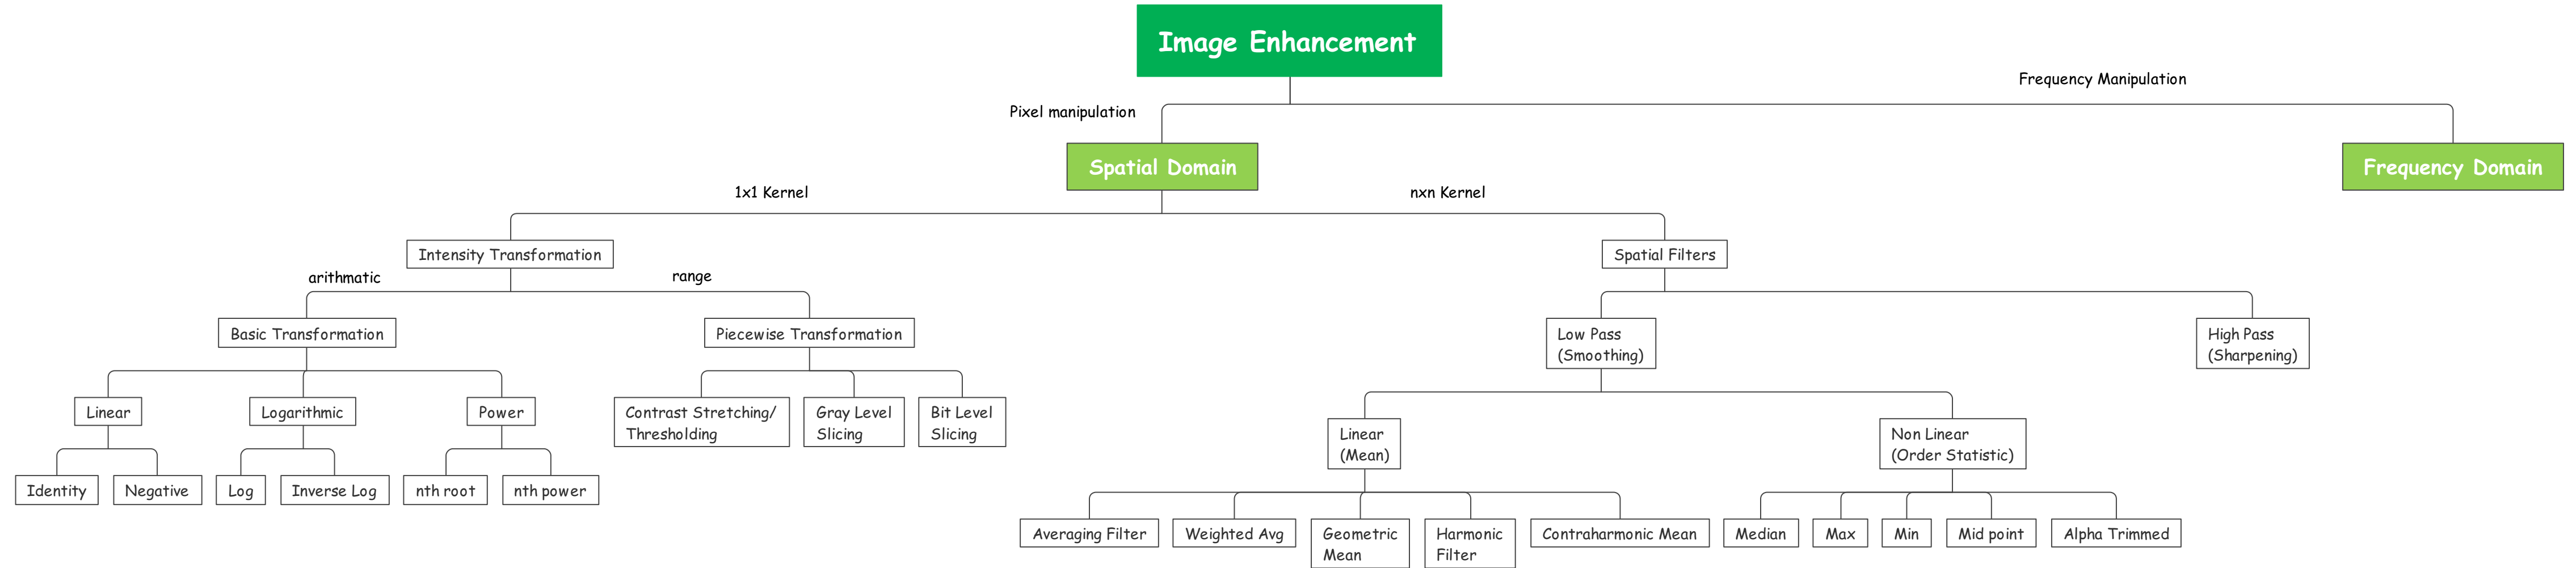 Image Enhancement
Frequency Manipulation
Pixel manipulation
Spatial Domain
Frequency Domain
1x1 Kernel
nxn Kernel
Intensity Transformation
Spatial Filters
arithmatic
range
Basic Transformation
Piecewise Transformation
Low Pass
(Smoothing)
High Pass
(Sharpening)
Linear
Logarithmic
Power
Contrast Stretching/
Thresholding
Gray Level
Slicing
Bit Level
Slicing
Linear
(Mean)
Non Linear
(Order Statistic)
Identity
Negative
Log
Inverse Log
nth root
nth power
Averaging Filter
Weighted Avg
Geometric
Mean
Harmonic
Filter
Contraharmonic Mean
Median
Max
Min
Mid point
Alpha Trimmed